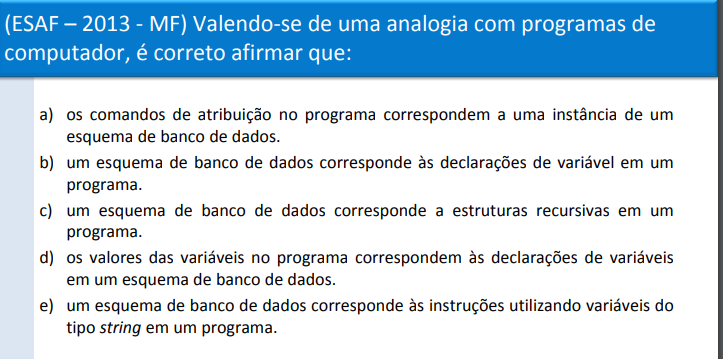 (ESAF – 2013 - MF) Valendo-se de uma analogia com programas de
computador, é correto afirmar que:
a) os comandos de atribuição no programa correspondem a uma instância de um
esquema de banco de dados.
b) um esquema de banco de dados corresponde às declarações de variável em um
programa.
c) um esquema de banco de dados corresponde a estruturas recursivas em um
programa.
d) os valores das variáveis no programa correspondem às declarações de variáveis
em um esquema de banco de dados.
e) um esquema de banco de dados corresponde às instruções utilizando variáveis do
tipo string em um programa.